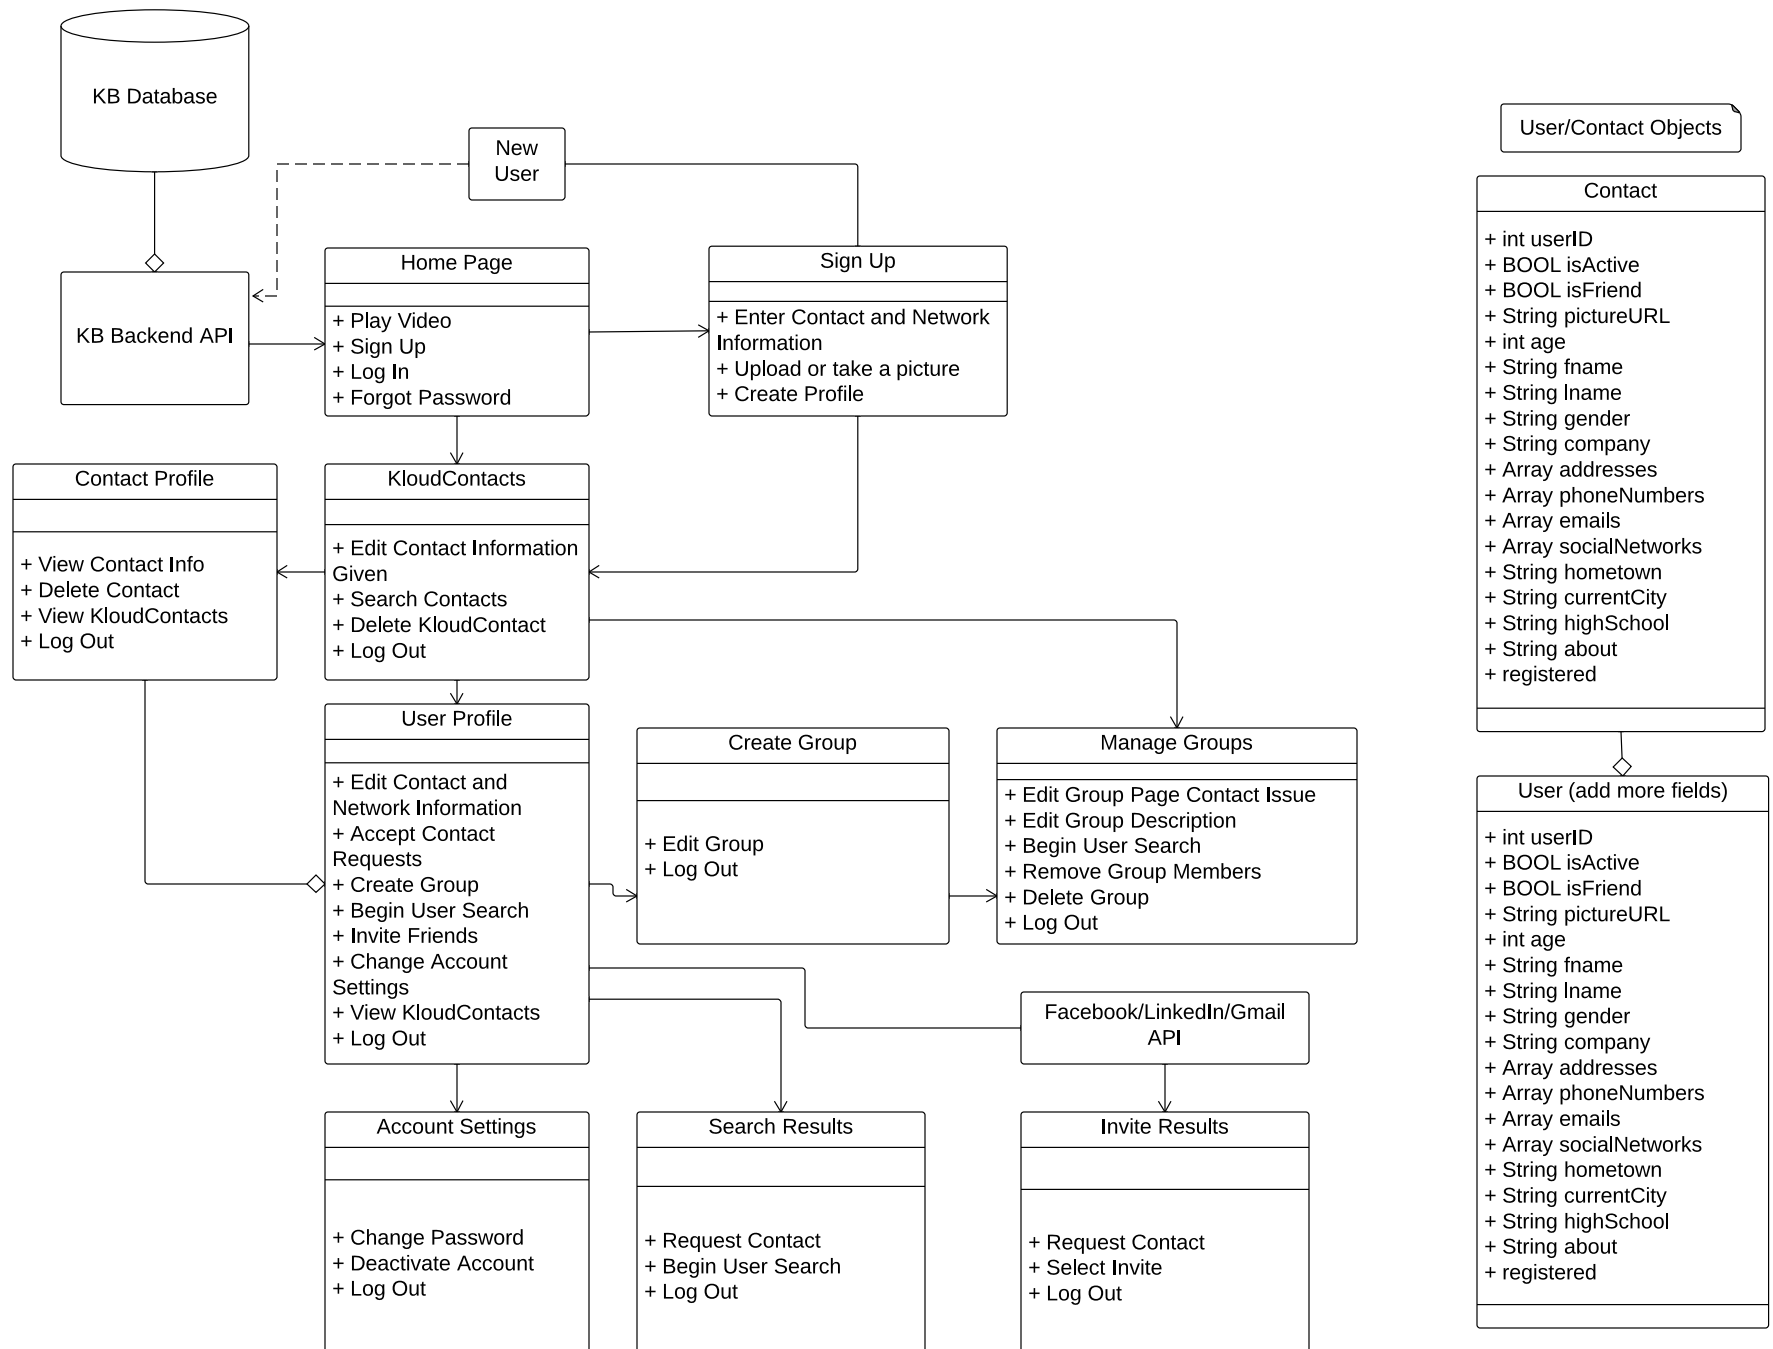 KB Database
New
User
User/Contact Objects
KB Backend API
Home Page
+ Play Video
+ Sign Up
+ Log In
+ Forgot Password
Sign Up
+ Enter Contact and Network
Information
+ Upload or take a picture
+ Create Profile
Contact Profile
+ View Contact Info
+ Delete Contact
+ View KloudContacts
+ Log Out
KloudContacts
+ Edit Contact Information
Given
+ Search Contacts
+ Delete KloudContact
+ Log Out
User Profile
+ Edit Contact and
Network Information
+ Accept Contact
Requests
+ Create Group
+ Begin User Search
+ Invite Friends
+ Change Account
Settings
+ View KloudContacts
+ Log Out
Create Group
+ Edit Group
+ Log Out
Manage Groups
+ Edit Group Page Contact Issue
+ Edit Group Description
+ Begin User Search
+ Remove Group Members
+ Delete Group
+ Log Out
Facebook/LinkedIn/Gmail
API
Account Settings
+ Change Password
+ Deactivate Account
+ Log Out
Search Results
+ Request Contact
+ Begin User Search
+ Log Out
Invite Results
+ Request Contact
+ Select Invite
+ Log Out
Contact
+ int userID
+ BOOL isActive
+ BOOL isFriend
+ String pictureURL
+ int age
+ String fname
+ String lname
+ String gender
+ String company
+ Array addresses
+ Array phoneNumbers
+ Array emails
+ Array socialNetworks
+ String hometown
+ String currentCity
+ String highSchool
+ String about
+ registered
User (add more fields)
+ int userID
+ BOOL isActive
+ BOOL isFriend
+ String pictureURL
+ int age
+ String fname
+ String lname
+ String gender
+ String company
+ Array addresses
+ Array phoneNumbers
+ Array emails
+ Array socialNetworks
+ String hometown
+ String currentCity
+ String highSchool
+ String about
+ registered